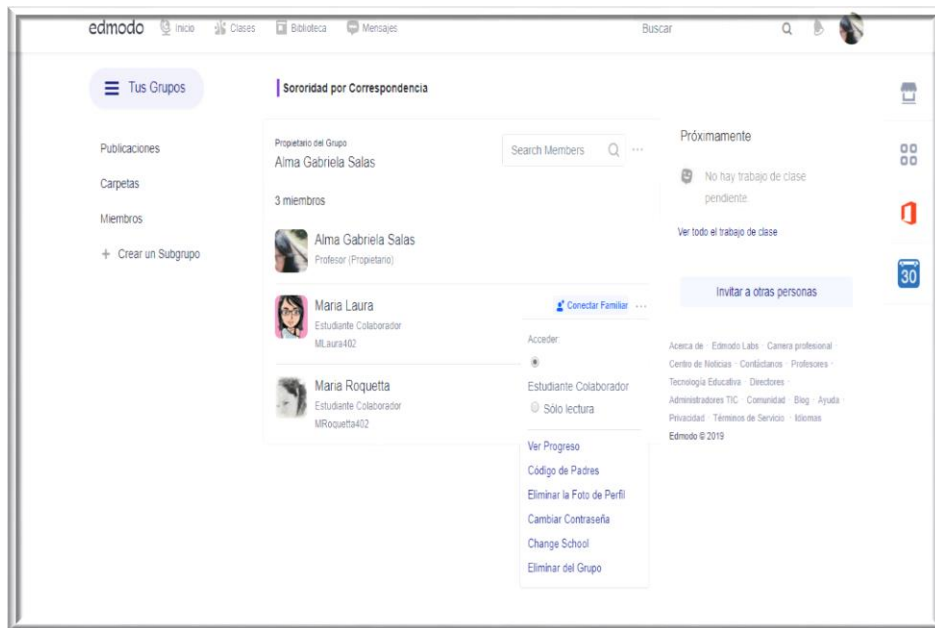 edmodo Inicio Clases Biblioteca Mensajes Buscar
Tus Grupos
Publicaciones
Carpetas
Miembros
+ Crear un Subgrupo
Sororidad por Correspondencia
Propietario del Grupo
Alma Gabriela Salas
Search Members
3 miembros
Alma Gabriela Salas
Profesor (Propietario)
Maria Laura
Estudiante Colaborador
MLaura402
Conectar Familiar
Maria Roquetta
Estudiante Colaborador
MRoquetta402
Acceder
Estudiante Colaborador
Sólo lectura
Ver Progreso
Código de Padres
Eliminar la Foto de Perfil
Cambiar Contraseña
Change School
Eliminar del Grupo
Próximamente
No hay trabajo de clase
pendiente.
Ver todo el trabajo de clase
Invitar a otras personas
Acerca de · Edmodo Labs · Carrera profesional ·
Centro de Noticias · Contáctanos · Profesores ·
Tecnología Educativa · Directores ·
Administradores TIC · Comunidad · Blog · Ayuda ·
Privacidad · Términos de Servicio · Idiomas
Edmodo © 2019
30